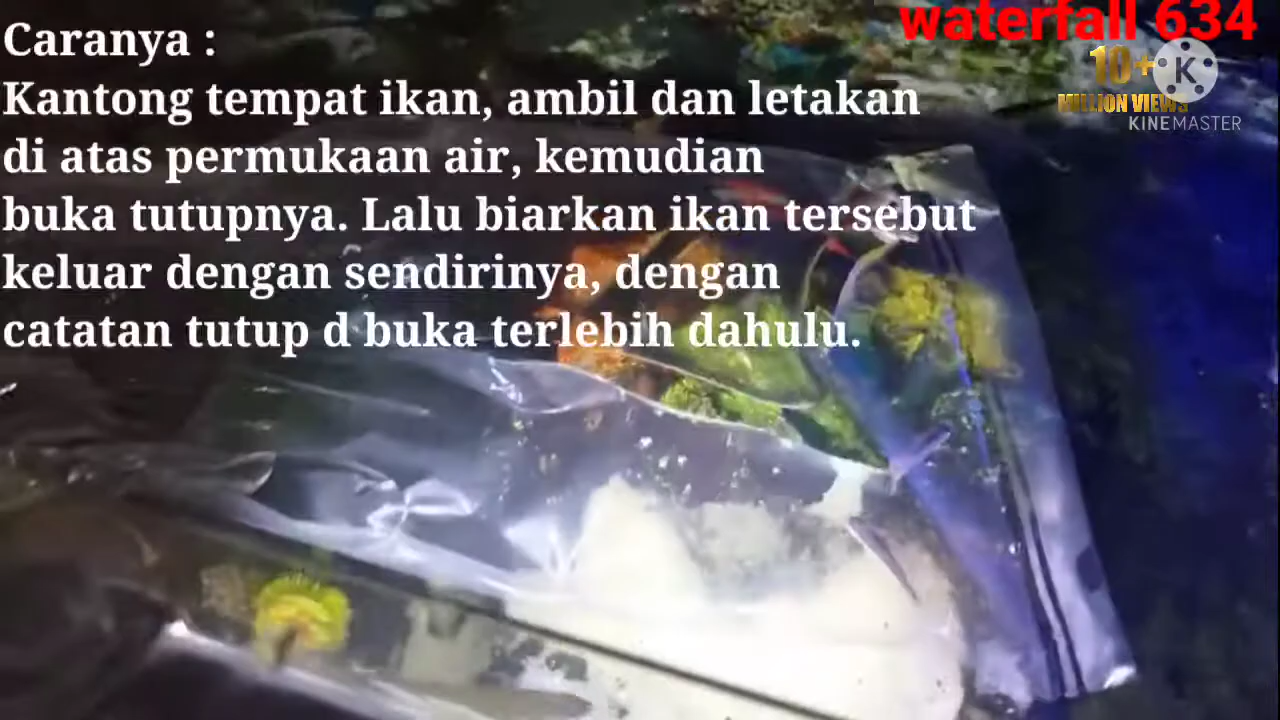 waterfall 634
Caranya :
10+
MILLION VIEWS
K
KINEMASTER
Kantong tempat ikan, ambil dan letakan
di atas permukaan air, kemudian
buka tutupnya. Lalu biarkan ikan tersebut
keluar dengan sendirinya, dengan
catatan tutup d buka terlebih dahulu.